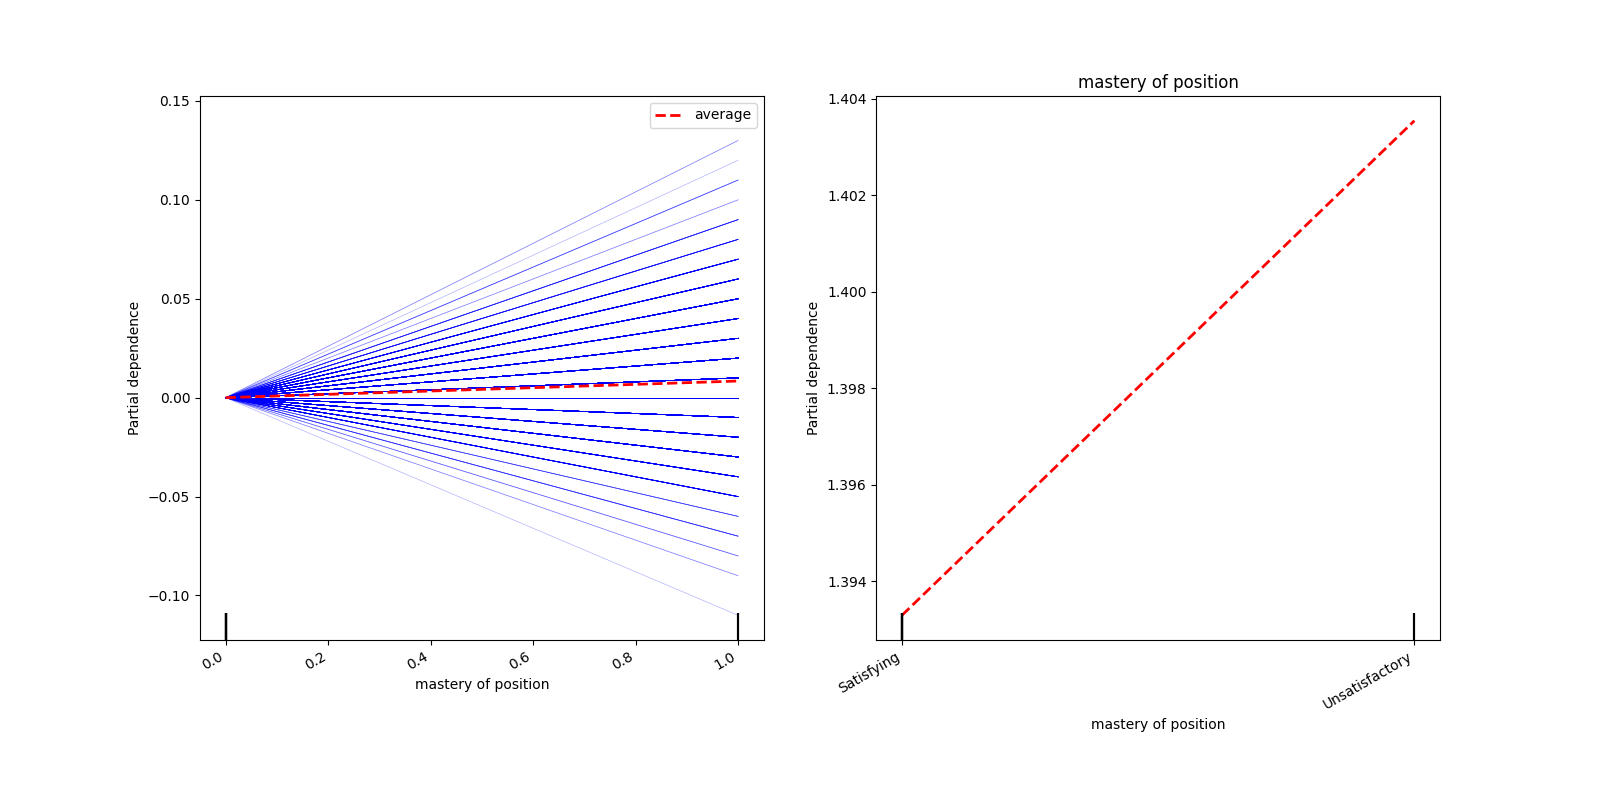 0.15
0.10
0.05
0.00
−0.05
−0.10
Partial dependence
average
0.0
0.2
0.4
0.6
0.8
1.0
mastery of position
mastery of position
1.404
1.402
1.400
1.398
1.396
1.394
Partial dependence
Satisfying
Unsatisfactory
mastery of position